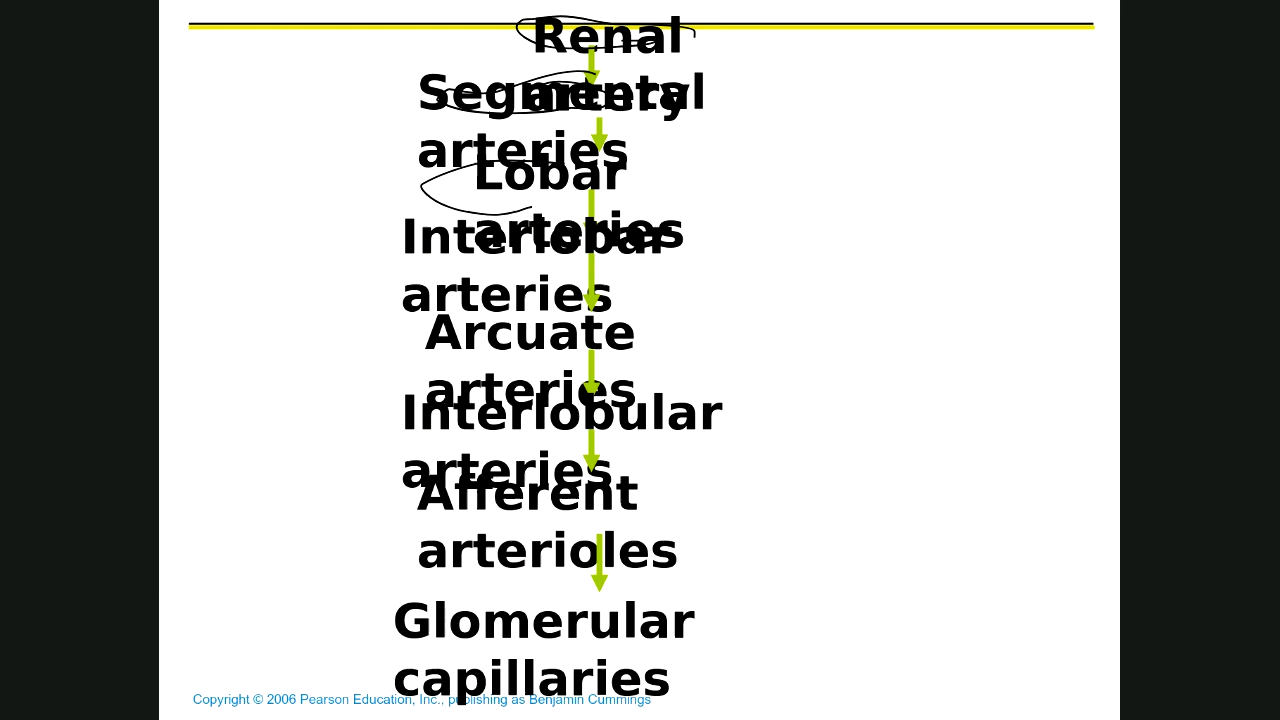 Renal
artery
Segmental
arteries
Lobar
arteries
Interlobar
arteries
Arcuate
arteries
Interlobular
arteries
Afferent
arterioles
Glomerular
capillaries
Copyright © 2006 Pearson Education, Inc., publishing as Benjamin Cummings